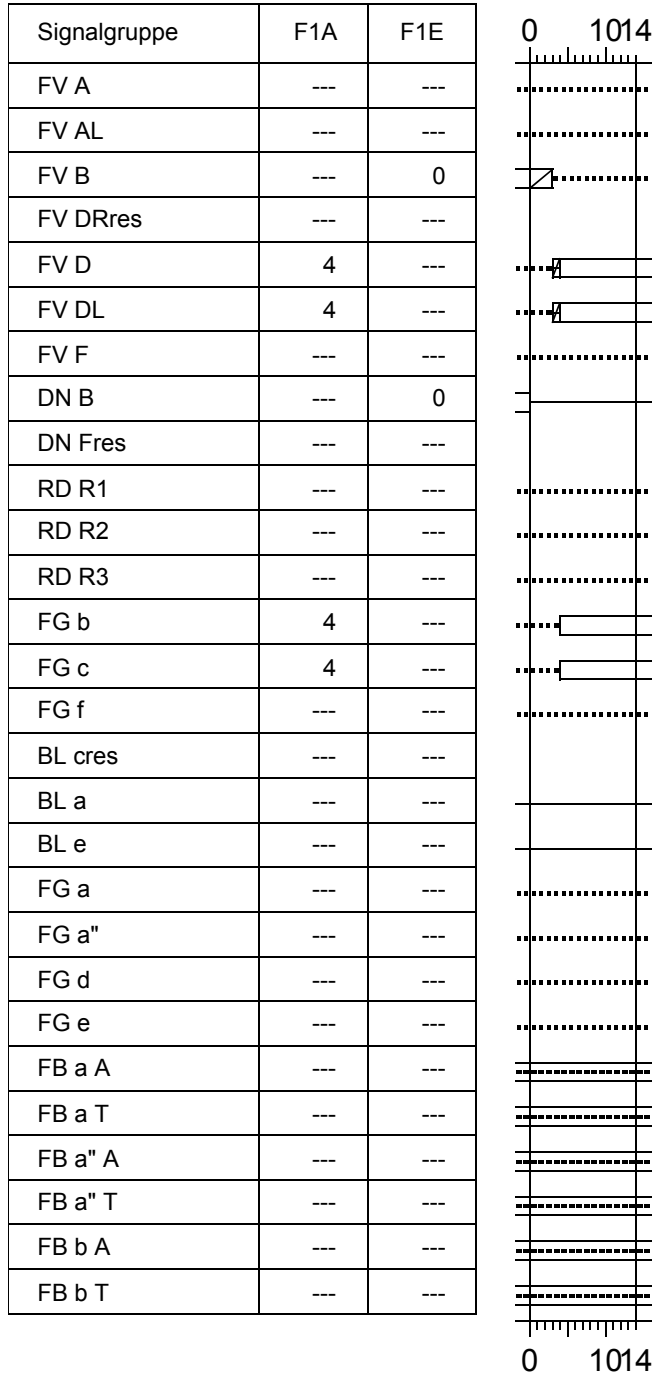 Signalgruppe F1A F1E 0 1014
FV A --- ---
FV AL --- ---
FV B --- 0
FV DRres --- ---
FV D 4 ---
FV DL 4 ---
FV F --- ---
DN B --- 0
DN Fres --- ---
RD R1 --- ---
RD R2 --- ---
RD R3 --- ---
FG b 4 ---
FG c 4 ---
FG f --- ---
BL cres --- ---
BL a --- ---
BL e --- ---
FG a --- ---
FG a" --- ---
FG d --- ---
FG e --- ---
FB a A --- ---
FB a T --- ---
FB a" A --- ---
FB a" T --- ---
FB b A --- ---
FB b T --- ---
0 1014